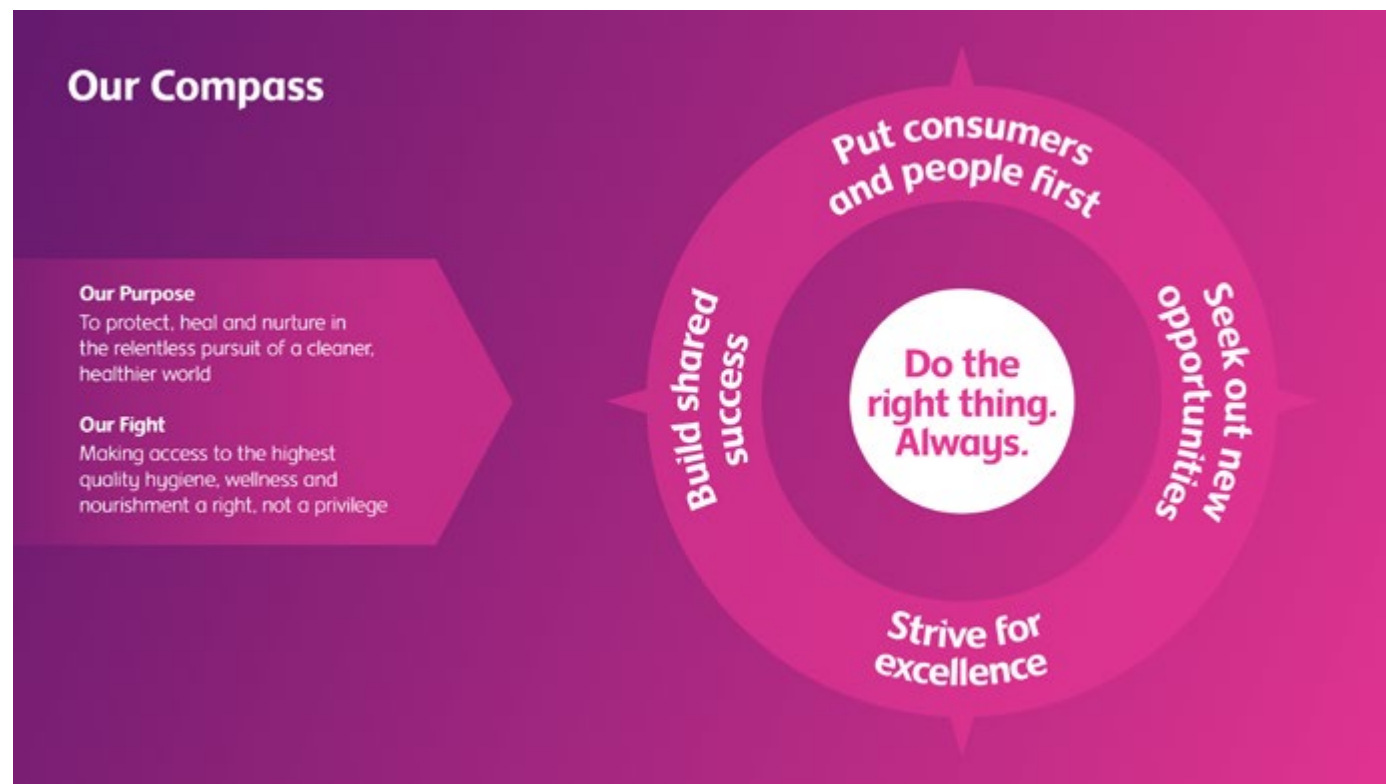 Our Compass
Our Purpose
To protect, heal and nurture in
the relentless pursuit of a cleaner,
healthier world
Our Fight
Making access to the highest
quality hygiene, wellness and
nourishment a right, not a privilege
Put consumers
and people first
Seek out new
opportunities
Strive for
excellence
Build shared
success
Do the
right thing.
Always.